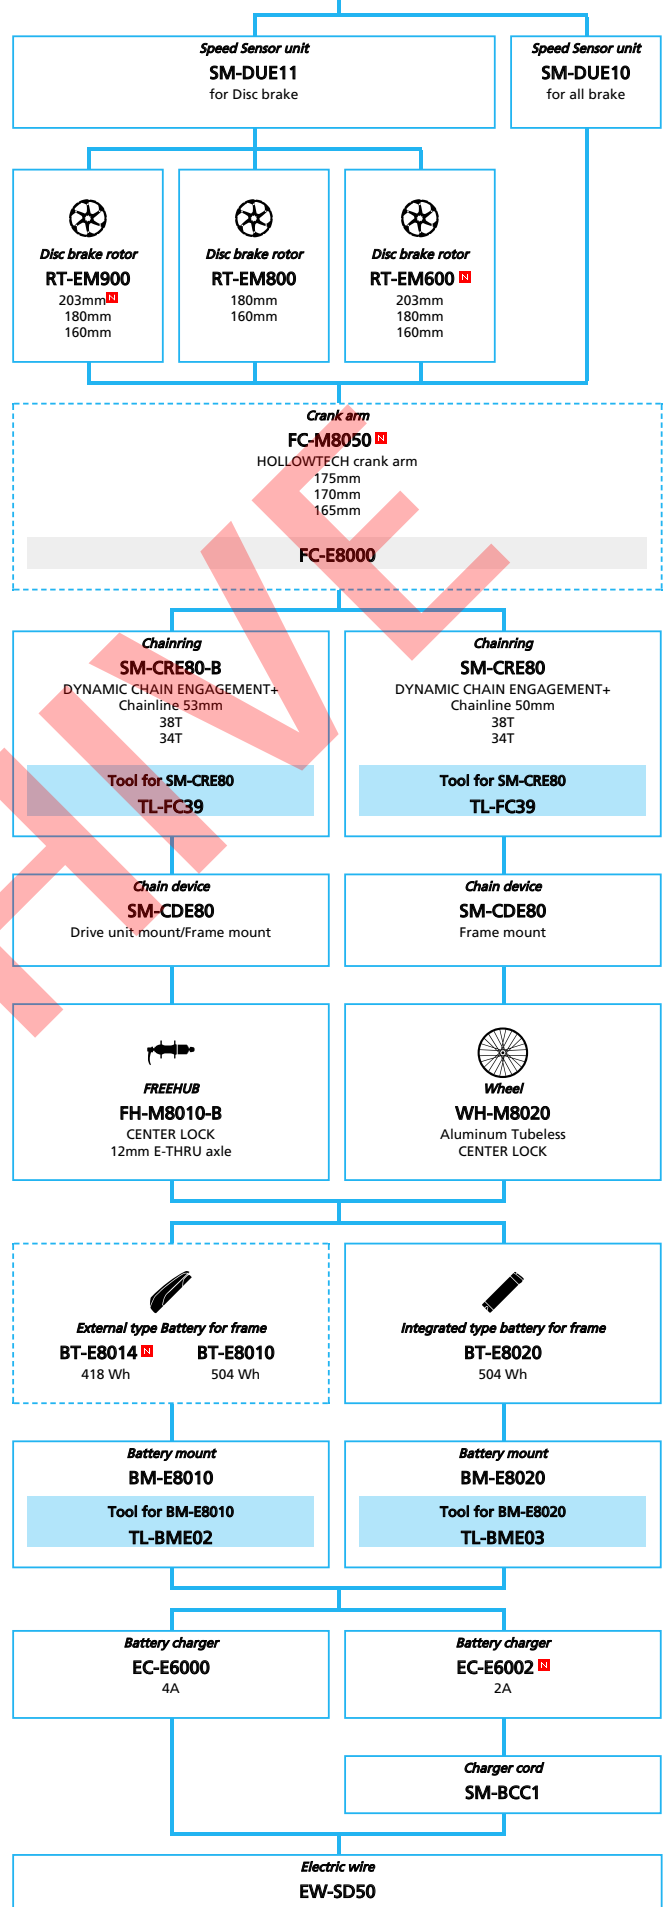 Speed Sensor unit
SM-DUE11
for Disc brake
Speed Sensor unit
SM-DUE10
for all brake
Disc brake rotor
RT-EM900
203mm N
180mm
160mm
Disc brake rotor
RT-EM800
180mm
160mm
Disc brake rotor
RT-EM600 N
203mm
180mm
160mm
Crank arm
FC-M8050 N
HOLLOWTECH crank arm
175mm
170mm
165mm
FC-E8000
Chainring
SM-CRE80-B
DYNAMIC CHAIN ENGAGEMENT+
Chainline 53mm
38T
34T
Tool for SM-CRE80
TL-FC39
Chainring
SM-CRE80
DYNAMIC CHAIN ENGAGEMENT+
Chainline 50mm
38T
34T
Tool for SM-CRE80
TL-FC39
Chain device
SM-CDE80
Drive unit mount/Frame mount
Chain device
SM-CDE80
Frame mount
FREEHUB
FH-M8010-B
CENTER LOCK
12mm E-THRU axle
Wheel
WH-M8020
Aluminum Tubeless
CENTER LOCK
External type Battery for frame
BT-E8014 N BT-E8010
418 Wh 504 Wh
Integrated type battery for frame
BT-E8020
504 Wh
Battery mount
BM-E8010
Tool for BM-E8010
TL-BME02
Battery mount
BM-E8020
Tool for BM-E8020
TL-BME03
Battery charger
EC-E6000
4A
Battery charger
EC-E6002 N
2A
Charger cord
SM-BCC1
Electric wire
EW-SD50
HIVE